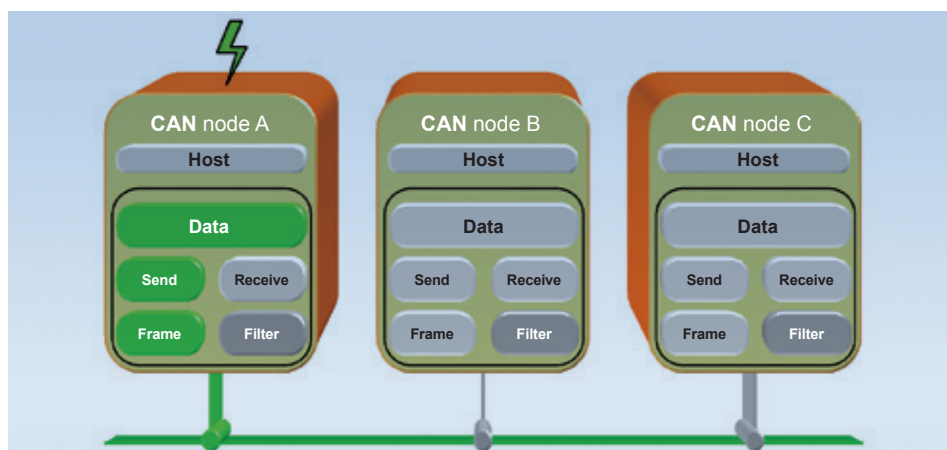 CAN node A
Host
Data
Send
Receive
Frame
Filter
CAN node B
Host
Data
Send
Receive
Frame
Filter
CAN node C
Host
Data
Send
Receive
Frame
Filter